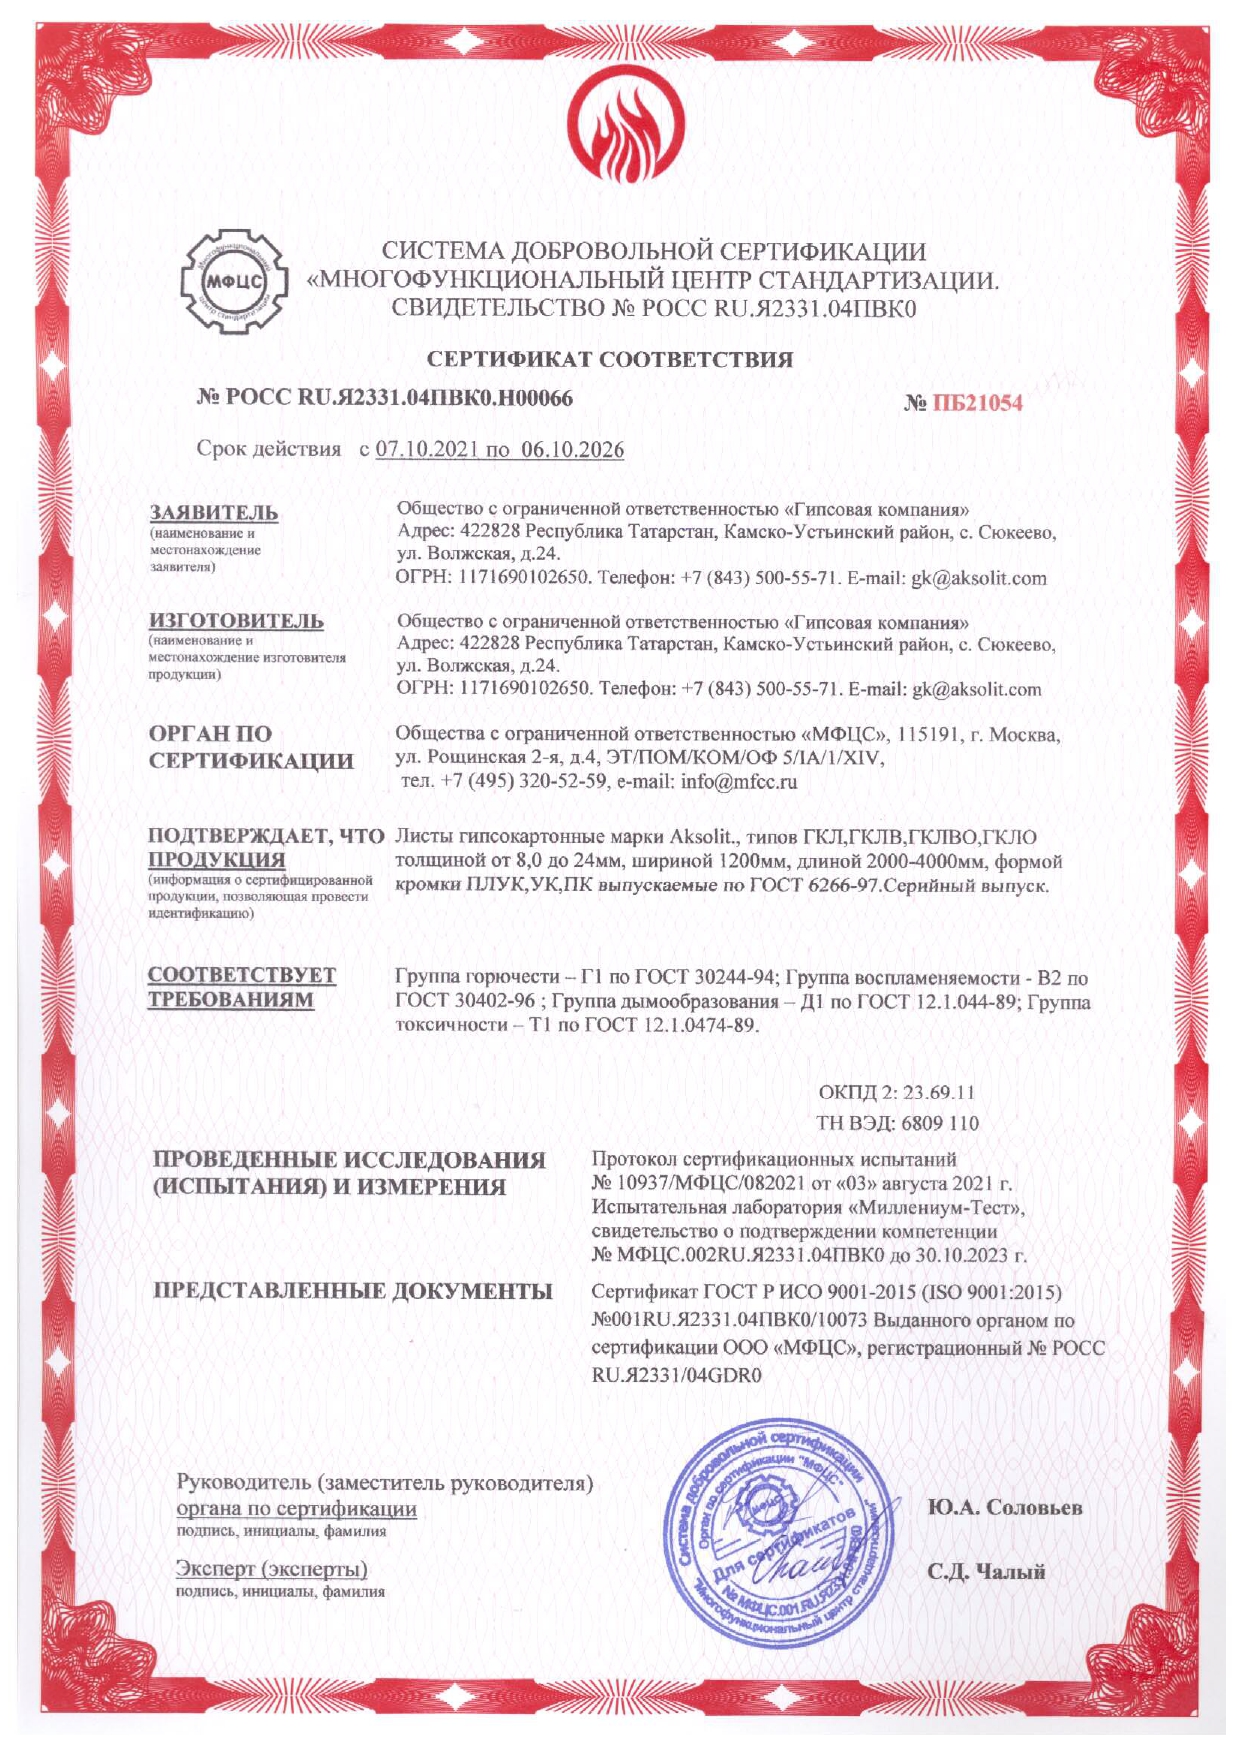 Многофункциональный
МФЦС
центр стандартизации
СИСТЕМА ДОБРОВОЛЬНОЙ СЕРТИФИКАЦИИ
«МНОГОФУНКЦИОНАЛЬНЫЙ ЦЕНТР СТАНДАРТИЗАЦИИ.
СВИДЕТЕЛЬСТВО № РОСС RU.Я2331.04ПВК0
СЕРТИФИКАТ СООТВЕТСТВИЯ
№ РОСС RU.Я2331.04ПВК0.Н00066
№ ПБ21054
Срок действия с 07.10.2021 по 06.10.2026
ЗАЯВИТЕЛЬ
(наименование и
местонахождение
заявителя)
Общество с ограниченной ответственностью «Гипсовая компания»
Адрес: 422828 Республика Татарстан, Камско-Устьинский район, с. Сюкеево,
ул. Волжская, д.24.
ОГРН: 1171690102650. Телефон: +7 (843) 500-55-71. E-mail: gk@aksolit.com
ИЗГОТОВИТЕЛЬ
(наименование и
местонахождение изготовителя
продукции)
Общество с ограниченной ответственностью «Гипсовая компания»
Адрес: 422828 Республика Татарстан, Камско-Устьинский район, с. Сюкеево,
ул. Волжская, д.24.
ОГРН: 1171690102650. Телефон: +7 (843) 500-55-71. E-mail: gk@aksolit.com
ОРГАН ПО
СЕРТИФИКАЦИИ
Общества с ограниченной ответственностью «МФЦС», 115191, г. Москва,
ул. Рощинская 2-я, д.4, ЭТ/ПОМ/КОМ/ОФ 5/IА/1/XIV,
тел. +7 (495) 320-52-59, e-mail: info@mfcc.ru
ПОДТВЕРЖДАЕТ, ЧТО
ПРОДУКЦИЯ
(информация о сертифицированной
продукции, позволяющая провести
идентификацию)
Листы гипсокартонные марки Aksolit., типов ГКЛ,ГКЛВ,ГКЛВО,ГКЛО
толщиной от 8,0 до 24мм, шириной 1200мм, длиной 2000-4000мм, формой
кромки ПЛУК,УК,ПК выпускаемые по ГОСТ 6266-97.Серийный выпуск.
СООТВЕТСТВУЕТ
ТРЕБОВАНИЯМ
Группа горючести – Г1 по ГОСТ 30244-94; Группа воспламеняемости - В2 по
ГОСТ 30402-96 ; Группа дымообразования – Д1 по ГОСТ 12.1.044-89; Группа
токсичности – Т1 по ГОСТ 12.1.0474-89.
ОКПД 2: 23.69.11
ТН ВЭД: 6809 110
ПРОВЕДЕННЫЕ ИССЛЕДОВАНИЯ
(ИСПЫТАНИЯ) И ИЗМЕРЕНИЯ
Протокол сертификационных испытаний
№ 10937/МФЦС/082021 от «03» августа 2021 г.
Испытательная лаборатория «Миллениум-Тест»,
свидетельство о подтверждении компетенции
№ МФЦС.002RU.Я2331.04ПВК0 до 30.10.2023 г.
ПРЕДСТАВЛЕННЫЕ ДОКУМЕНТЫ
Сертификат ГОСТ Р ИСО 9001-2015 (ISO 9001:2015)
№001RU.Я2331.04ПВК0/10073 Выданного органом по
сертификации ООО «МФЦС», регистрационный № РОСС
RU.Я2331/04GDR0
Руководитель (заместитель руководителя)
органа по сертификации
подпись, инициалы, фамилия
Ю.А. Соловьев
Эксперт (эксперты)
подпись, инициалы, фамилия
С.Д. Чалый
Система добровольной сертификации
"Многофункциональный центр стандартизации"
Орган по сертификации "МФЦС"
МФЦС
Для сертификатов